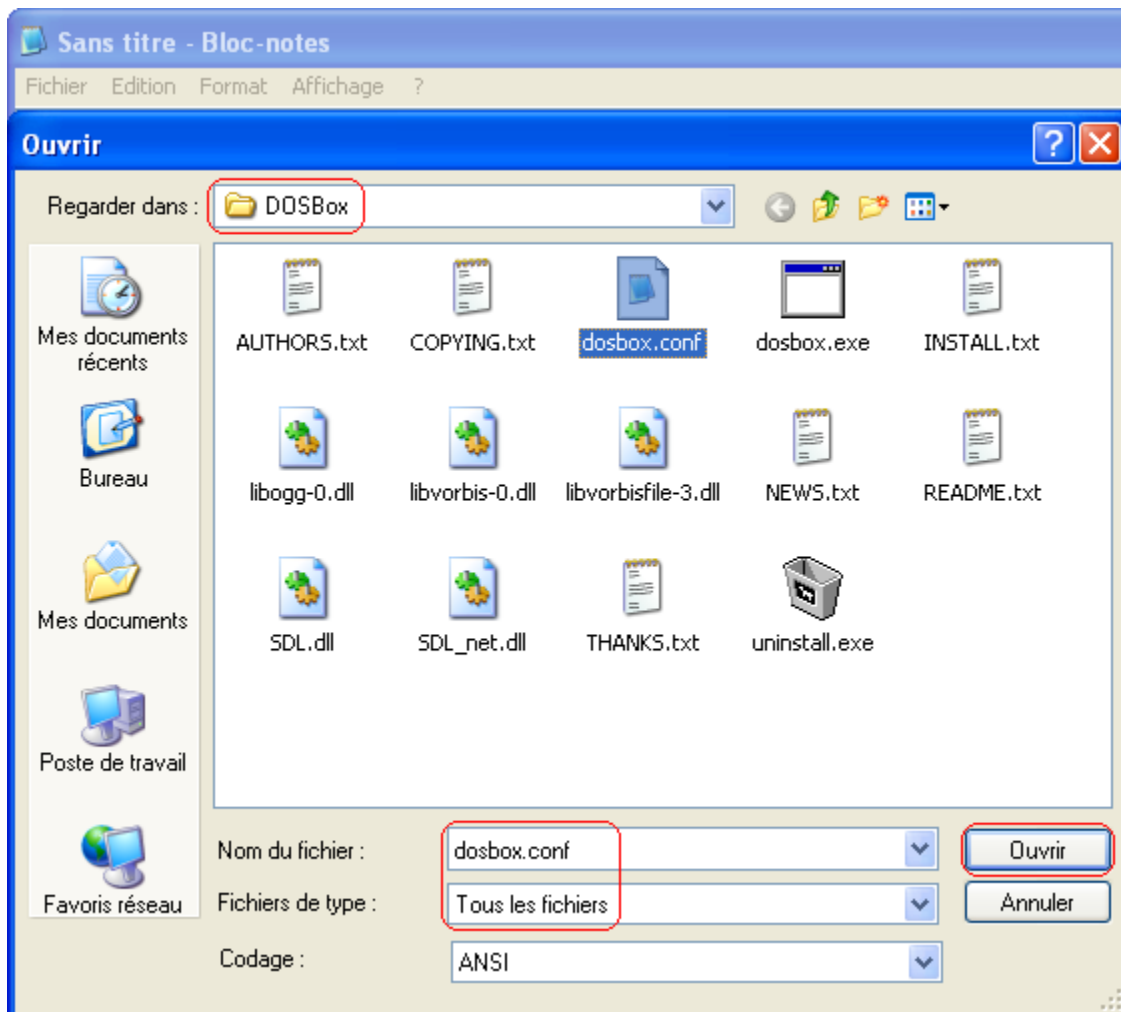 Sans titre - Bloc-notes
Fichier Edition Format Affichage ?
Ouvrir
Regarder dans : DOSBox
Mes documents
récents
Bureau
Mes documents
Poste de travail
Favoris réseau
AUTHORS.txt COPYING.txt dosbox.conf dosbox.exe INSTALL.txt
libogg-0.dll libvorbis-0.dll libvorbisfile-3.dll NEWS.txt README.txt
SDL.dll SDL_net.dll THANKS.txt uninstall.exe
Nom du fichier : dosbox.conf Ouvrir
Fichiers de type : Tous les fichiers Annuler
Codage : ANSI